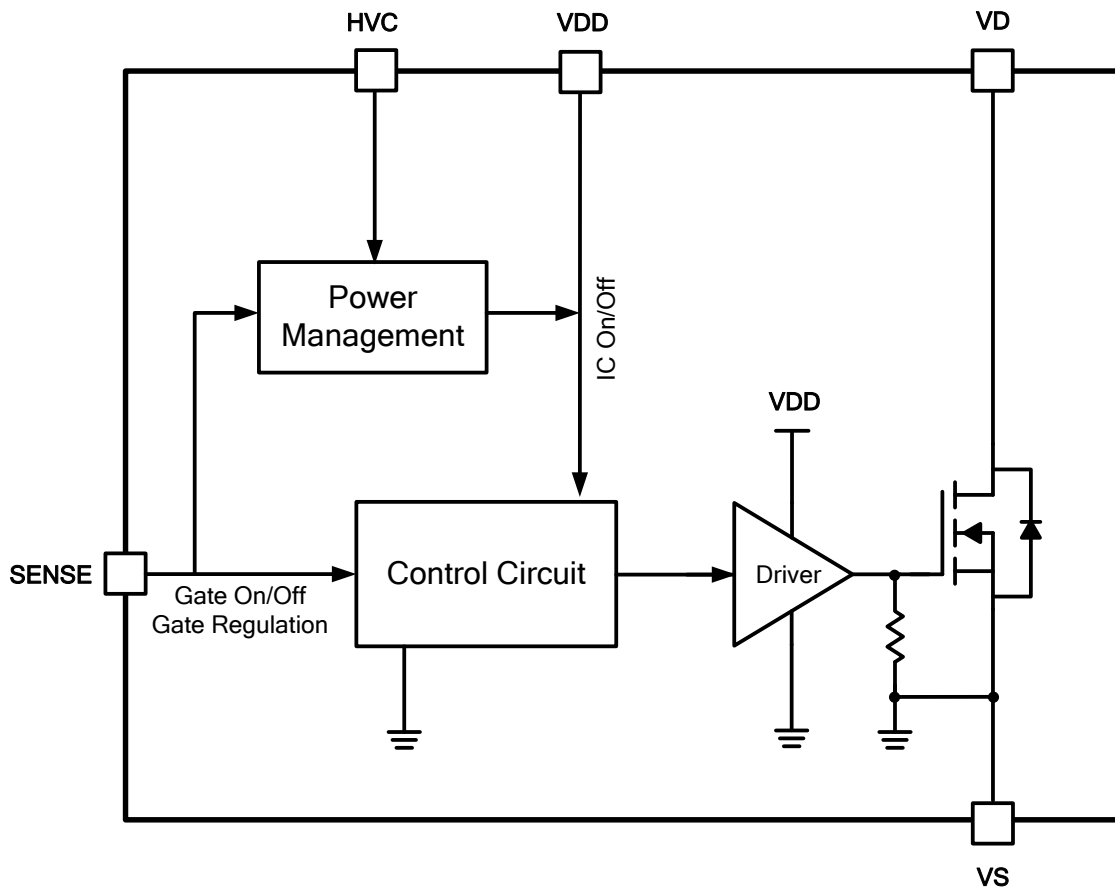 HVC
VDD
VD
Power
Management
IC On/Off
VDD
SENSE
Gate On/Off
Gate Regulation
Control Circuit
Driver
VS